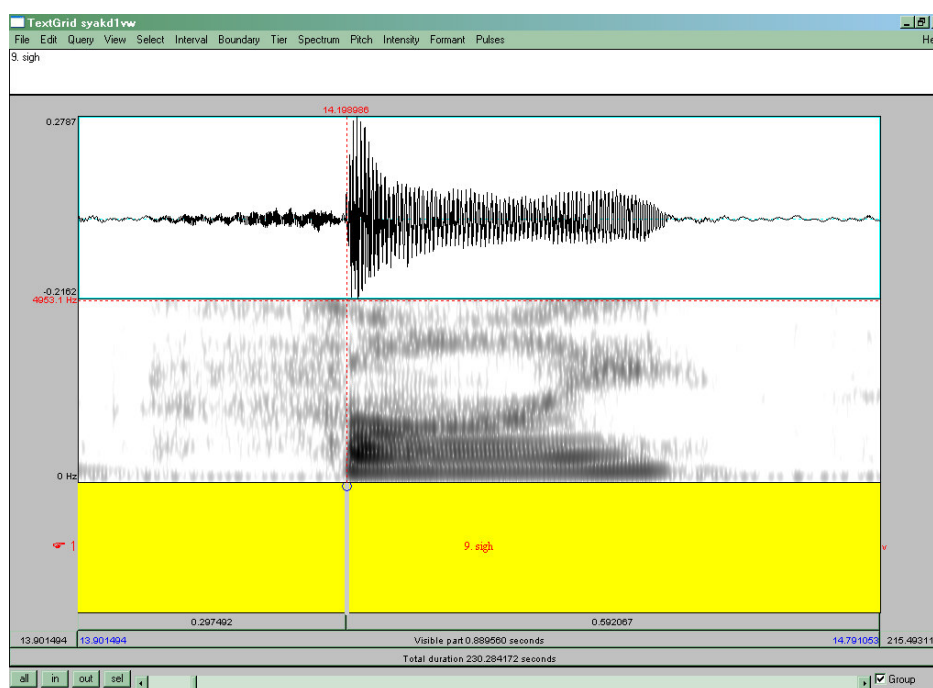 TextGrid syakd1vw
File Edit Query View Select Interval Boundary Tier Spectrum Pitch Intensity Formant Pulses He
9. sigh
14.198986
0.2787
-0.2162
4953.1 Hz
0 Hz
1 9. sigh v
0.297492 0.592067
13.901494 13.901494 Visible part 0.889560 seconds 14.791053 215.49311
Total duration 230.284172 seconds
all in out sel Group